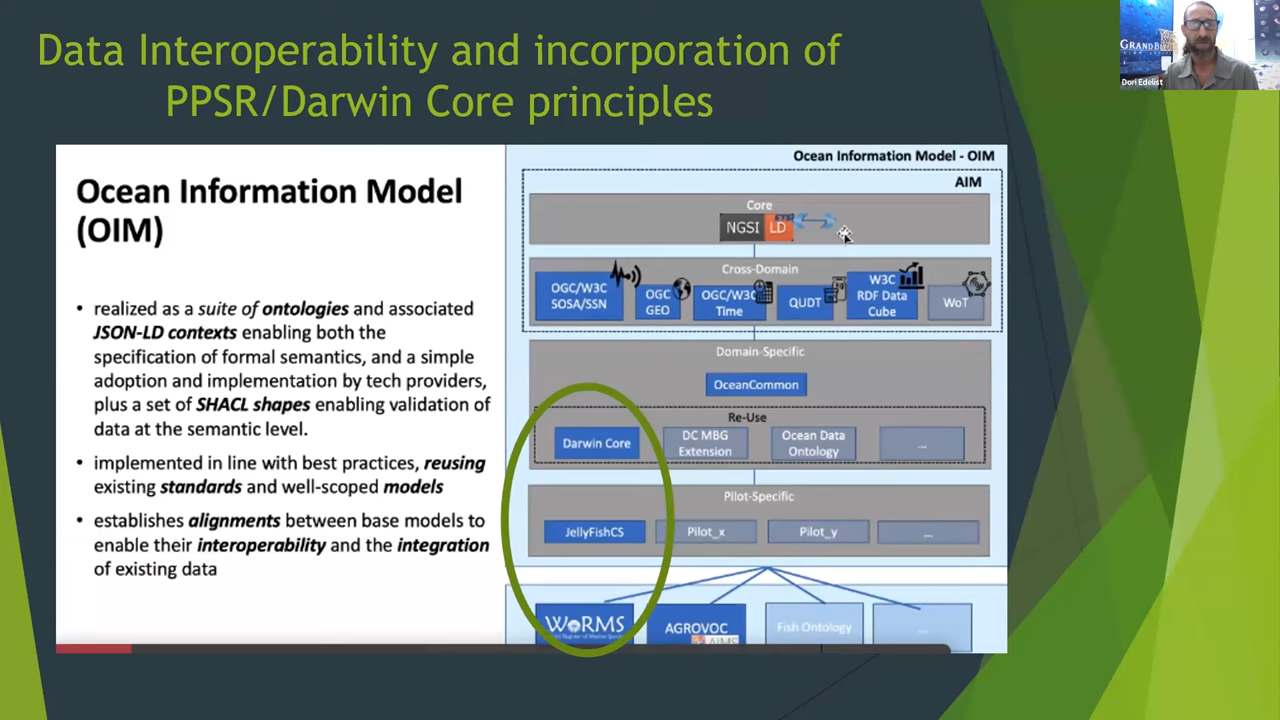 Data Interoperability and incorporation of
PPSR/Darwin Core principles
Dori Edelist
Ocean Information Model
(OIM)
• realized as a suite of ontologies and associated
JSON-LD contexts enabling both the
specification of formal semantics, and a simple
adoption and implementation by tech providers,
plus a set of SHACL shapes enabling validation of
data at the semantic level.
• implemented in line with best practices, reusing
existing standards and well-scoped models
• establishes alignments between base models to
enable their interoperability and the integration
of existing data
Ocean Information Model - OIM
AIM
Core
NGSI LD
ETSI
Cross-Domain
OGC/W3C
SOSA/SSN
OGC
GEO
OGC/W3C
Time
QUDT
W3C
RDF Data
Cube
WoT
Domain-Specific
OceanCommon
Re-Use
Darwin Core
DC MBG
Extension
Ocean Data
Ontology
...
Pilot-Specific
JellyFishCS
Pilot_x
Pilot_y
...
WoRMS
AGROVOC
AIMS
Fish Ontology
...